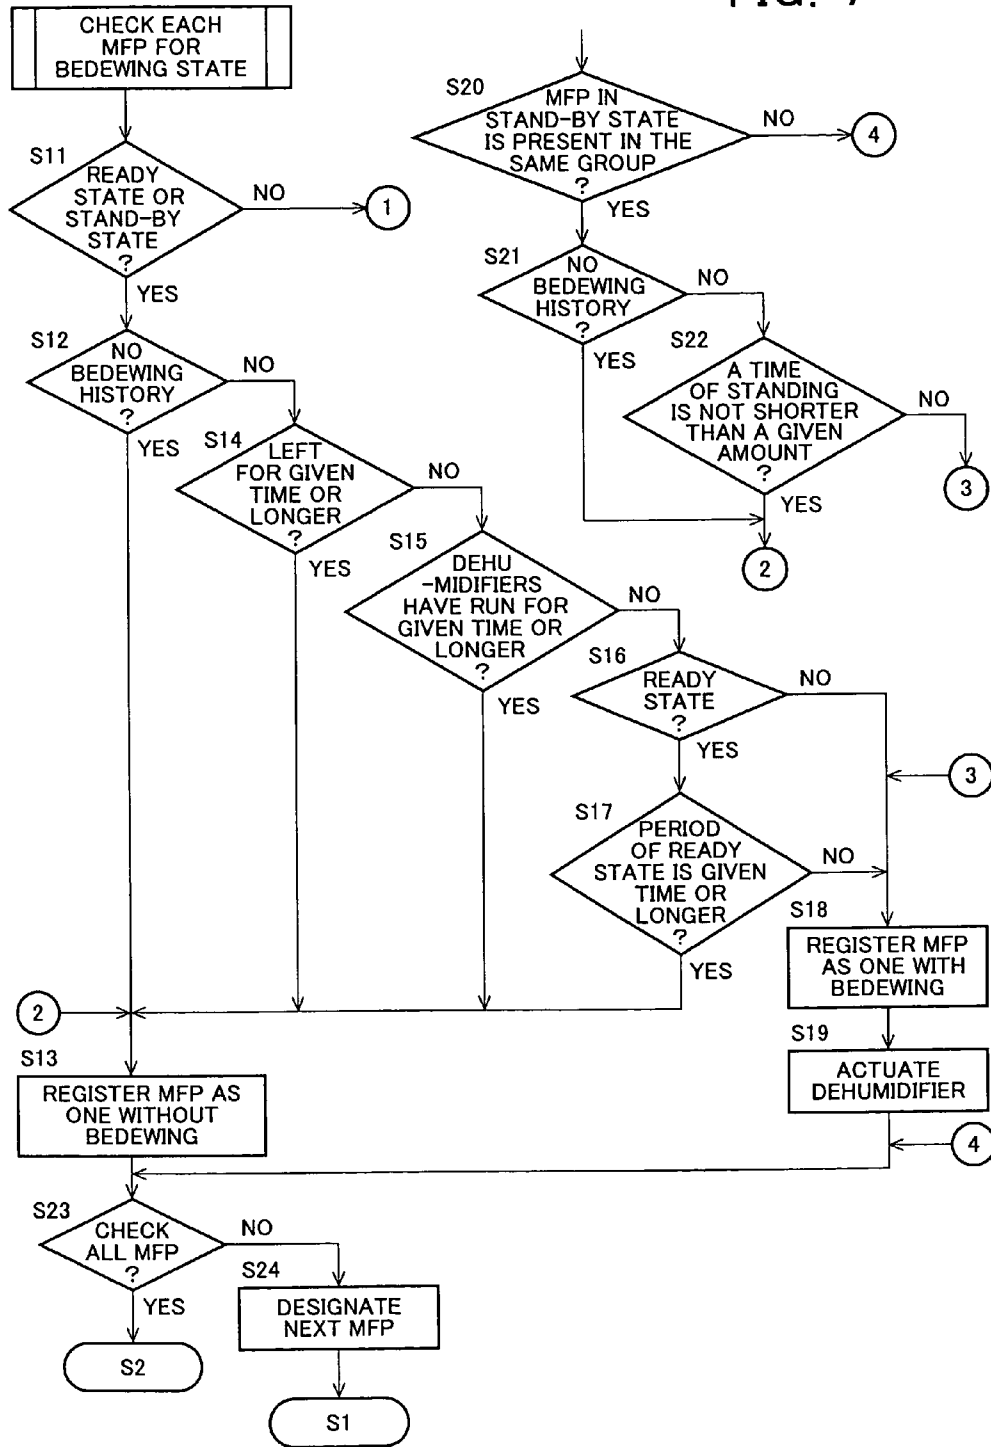 FIG. 7
CHECK EACH
MFP FOR
BEDEWING STATE
S11
READY
STATE OR
STAND-BY
STATE
?
NO
1
YES
S12
NO
BEDEWING
HISTORY
?
NO
YES
S14
LEFT
FOR GIVEN
TIME OR
LONGER
?
NO
YES
S15
DEHU
-MIDIFIERS
HAVE RUN FOR
GIVEN TIME OR
LONGER
?
NO
YES
S16
READY
STATE
?
NO
YES
3
S17
PERIOD
OF READY
STATE IS GIVEN
TIME OR
LONGER
?
NO
YES
S18
REGISTER MFP
AS ONE WITH
BEDEWING
S19
ACTUATE
DEHUMIDIFIER
4
2
S13
REGISTER MFP AS
ONE WITHOUT
BEDEWING
S23
CHECK
ALL MFP
?
NO
YES
S2
S24
DESIGNATE
NEXT MFP
S1
S20
MFP IN
STAND-BY STATE
IS PRESENT IN THE
SAME GROUP
?
NO
4
YES
S21
NO
BEDEWING
HISTORY
?
NO
YES
S22
A TIME
OF STANDING
IS NOT SHORTER
THAN A GIVEN
AMOUNT
?
NO
3
YES
2